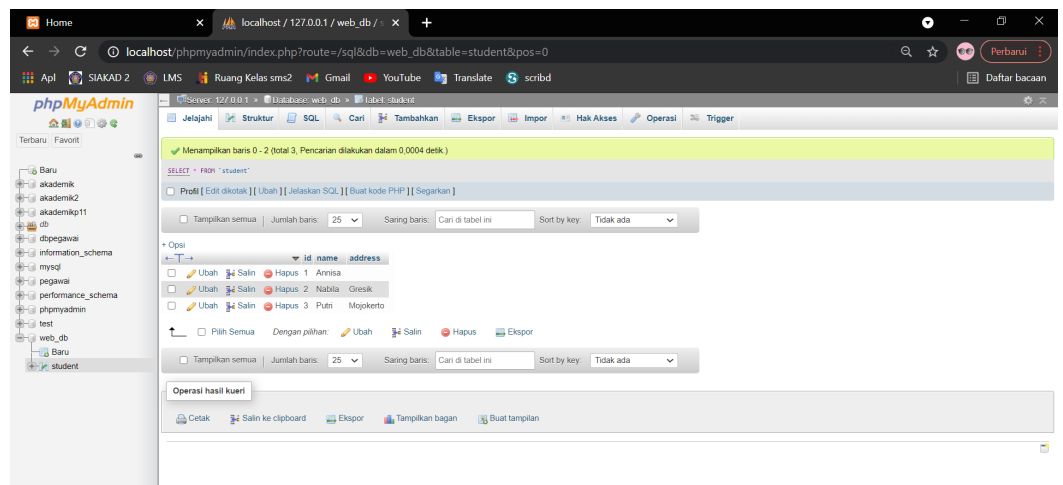 Home
localhost / 127.0.0.1 / web_db / s
localhost/phpmyadmin/index.php?route=/sql&db=web_db&table=student&pos=0
Perbarui
Apl SIAKAD 2 LMS Ruang Kelas sms2 Gmail YouTube Translate scribd Daftar bacaan
phpMyAdmin
Terbaru Favorit
Baru
akademik
akademik2
akademikp11
db
dbpegawai
information_schema
mysql
pegawai
performance_schema
phpmyadmin
test
web_db
Baru
student
Server: 127.0.0.1 » Database: web_db » Tabel: student
Jelajahi Struktur SQL Cari Tambahkan Ekspor Impor Hak Akses Operasi Trigger
Menampilkan baris 0 - 2 (total 3, Pencarian dilakukan dalam 0,0004 detik.)
SELECT * FROM `student`
Profil [ Edit dikotak ] [ Ubah ] [ Jelaskan SQL ] [ Buat kode PHP ] [ Segarkan ]
Tampilkan semua | Jumlah baris: 25 Saring baris: Cari di tabel ini Sort by key: Tidak ada
+ Opsi
←T→ id name address
Ubah Salin Hapus 1 Annisa
Ubah Salin Hapus 2 Nabila Gresik
Ubah Salin Hapus 3 Putri Mojokerto
Pilih Semua Dengan pilihan: Ubah Salin Hapus Ekspor
Tampilkan semua | Jumlah baris: 25 Saring baris: Cari di tabel ini Sort by key: Tidak ada
Operasi hasil kueri
Cetak Salin ke clipboard Ekspor Tampilkan bagan Buat tampilan